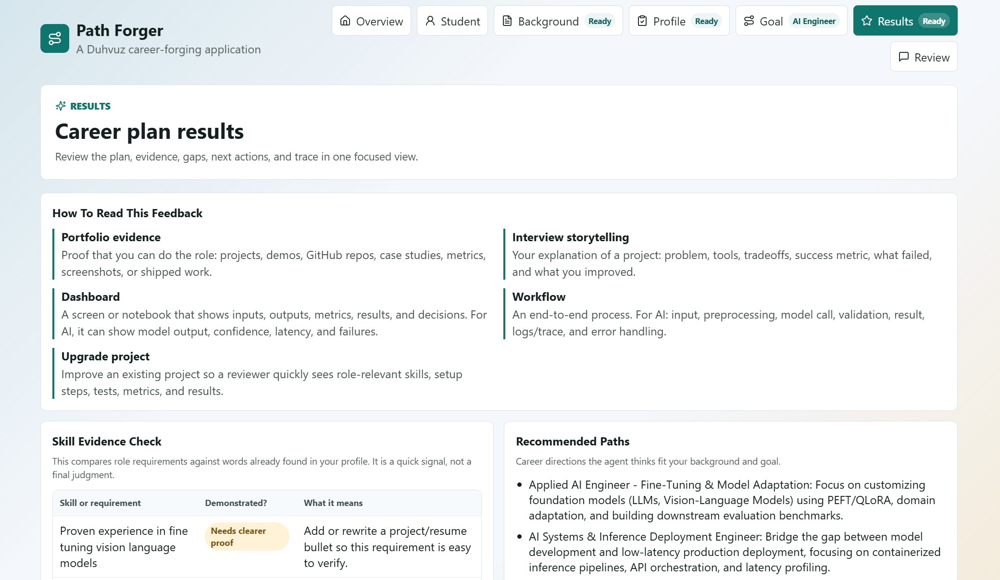 Path Forger
A Duhvuz career-forging application
Overview
Student
Background Ready
Profile Ready
Goal AI Engineer
Results Ready
Review
RESULTS
Career plan results
Review the plan, evidence, gaps, next actions, and trace in one focused view.
How To Read This Feedback
Portfolio evidence
Proof that you can do the role: projects, demos, GitHub repos, case studies, metrics,
screenshots, or shipped work.
Interview storytelling
Your explanation of a project: problem, tools, tradeoffs, success metric, what failed,
and what you improved.
Dashboard
A screen or notebook that shows inputs, outputs, metrics, results, and decisions. For
AI, it can show model output, confidence, latency, and failures.
Workflow
An end-to-end process. For AI: input, preprocessing, model call, validation, result,
logs/trace, and error handling.
Upgrade project
Improve an existing project so a reviewer quickly sees role-relevant skills, setup
steps, tests, metrics, and results.
Skill Evidence Check
This compares role requirements against words already found in your profile. It is a quick signal, not a
final judgment.
Skill or requirement
Demonstrated?
What it means
Proven experience in fine
tuning vision language
models
Needs clearer
proof
Add or rewrite a project/resume
bullet so this requirement is easy
to verify.
Recommended Paths
Career directions the agent thinks fit your background and goal.
• Applied AI Engineer - Fine-Tuning & Model Adaptation: Focus on customizing
foundation models (LLMs, Vision-Language Models) using PEFT/QLoRA, domain
adaptation, and building downstream evaluation benchmarks.
• AI Systems & Inference Deployment Engineer: Bridge the gap between model
development and low-latency production deployment, focusing on containerized
inference pipelines, API orchestration, and latency profiling.